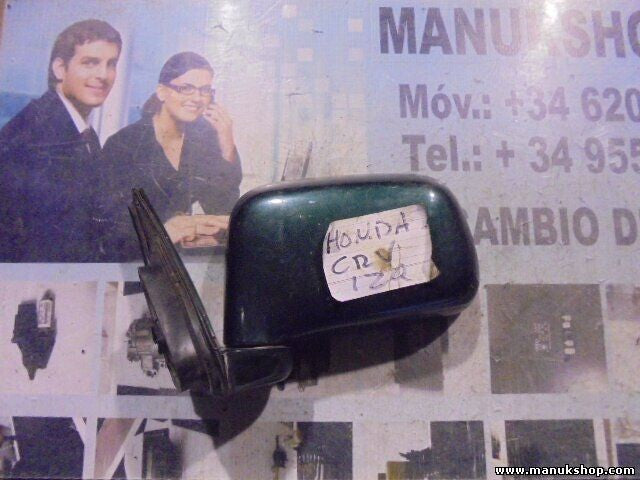 MANUKSHO
Móv.: +34 620
Tel.: + 34 955
CAMBIO D
HONDA
CRV
IZQ
www.manukshop.com